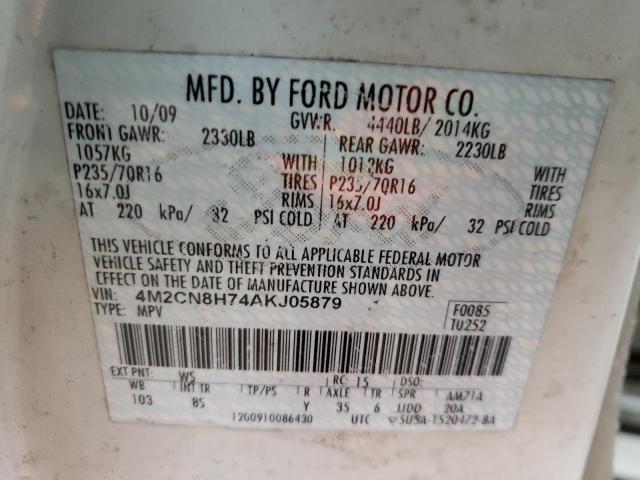 MFD. BY FORD MOTOR CO.
DATE: 10/09 GVWR. 4440LB/ 2014KG
FRONT GAWR: 2330LB REAR GAWR: 2230LB
1057KG WITH 1012KG WITH
P235/70R16 TIRES P235/70R16 TIRES
16x7.0J RIMS 16x7.0J RIMS
AT 220 kPa/ 32 PSI COLD AT 220 kPa/ 32 PSI COLD
THIS VEHICLE CONFORMS TO ALL APPLICABLE FEDERAL MOTOR
VEHICLE SAFETY AND THEFT PREVENTION STANDARDS IN
EFFECT ON THE DATE OF MANUFACTURE SHOWN ABOVE.
VIN: 4M2CN8H74AKJ05879 F0085
TYPE: MPV TU252
EXT PNT: WS RC: 15 DSO:
WB INT TR TP/PS R AXLE TR SPR AM71A
103 85 Y 35 6 JJDD 20A
1200910086430 UTC 5U5A-1520472-BA